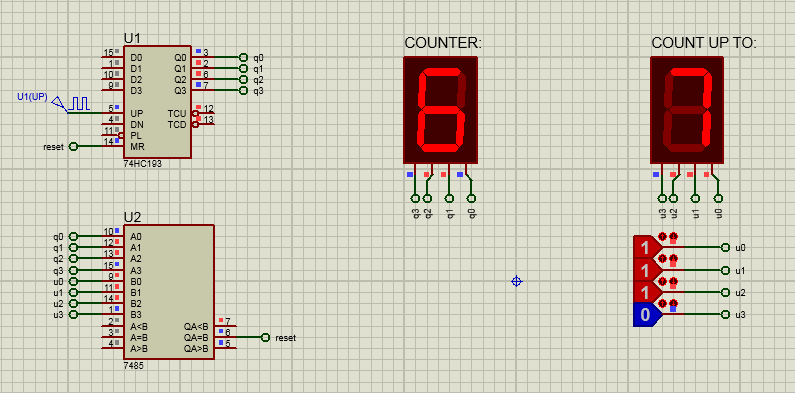 COUNTER:
COUNT UP TO:
U1
15 D0 Q0 3 q0
1 D1 Q1 2 q1
10 D2 Q2 6 q2
9 D3 Q3 7 q3
U1(UP)
5 UP TCU 12
4 DN TCD 13
11 PL
reset 14 MR
74HC193
6
7
q3 q2 q1 q0
u3 u2 u1 u0
U2
q0 10 A0
q1 12 A1
q2 13 A2
q3 15 A3
u0 9 B0
u1 11 B1
u2 14 B2
u3 1 B3
2 A<B QA<B 7
3 A=B QA=B 6 reset
4 A>B QA>B 5
7485
1 u0
1 u1
1 u2
0 u3